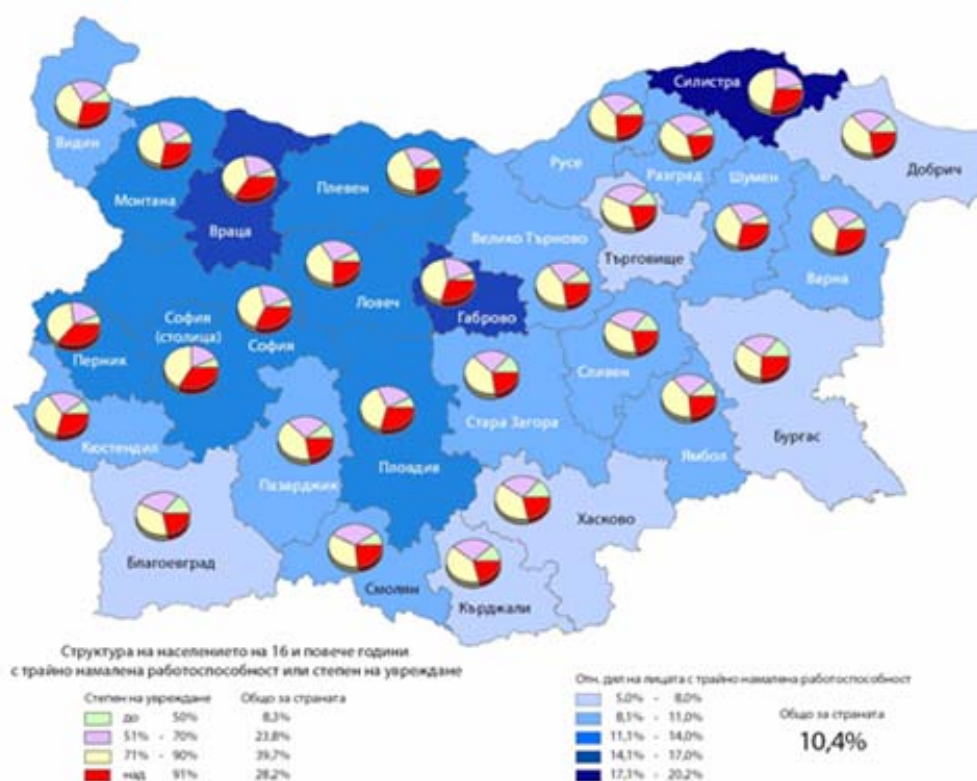 Силистра
Видин
Русе
Разград
Шумен
Добрич
Монтана
Плевен
Враца
Велико Търново
Търговище
Варна
Ловеч
Габрово
София
(столица)
София
Перник
Сливен
Стара Загора
Ямбол
Бургас
Кюстендил
Пазарджик
Пловдив
Хасково
Благоевград
Смолян
Кърджали
Структура на населението на 16 и повече години
с трайно намалена работоспособност или степен на увреждане
Степен на увреждане Общо за страната
до 50% 8,3%
51% - 70% 23,8%
71% - 90% 39,7%
над 91% 28,2%
Отн. дял на лицата с трайно намалена работоспособност
5,0% - 8,0%
8,1% - 11,0%
11,1% - 14,0%
14,1% - 17,0%
17,1% - 20,2%
Общо за страната
10,4%